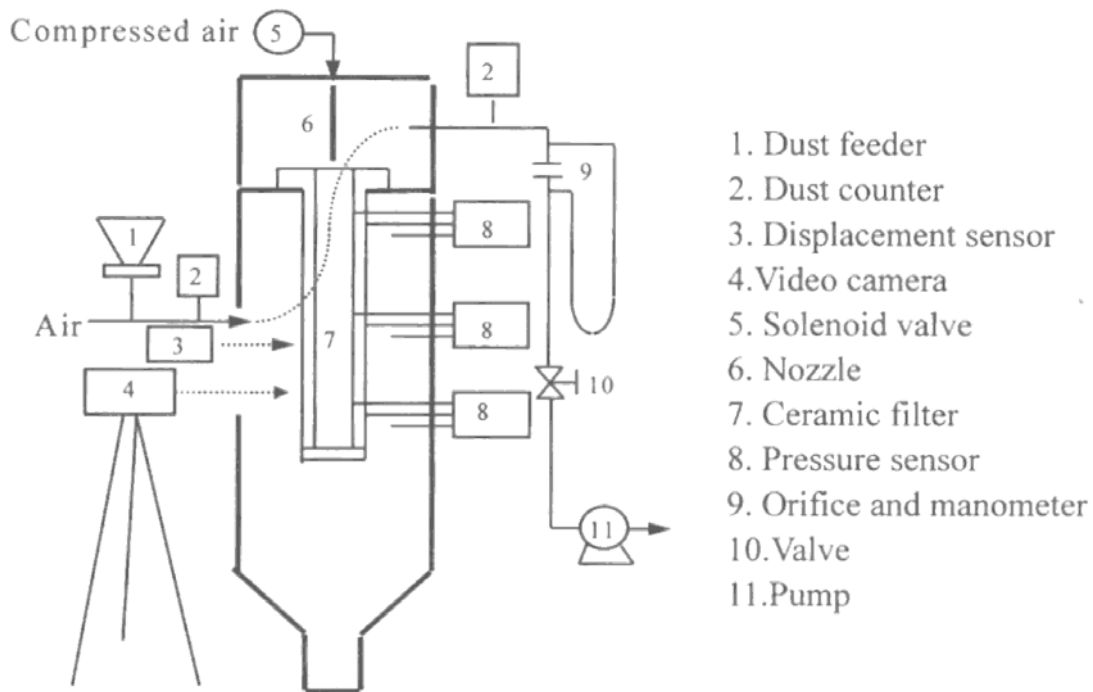 Compressed air
5
2
6
9
1
8
2
Air
3
7
8
4
10
8
11
1. Dust feeder
2. Dust counter
3. Displacement sensor
4.Video camera
5. Solenoid valve
6. Nozzle
7. Ceramic filter
8. Pressure sensor
9. Orifice and manometer
10.Valve
11.Pump